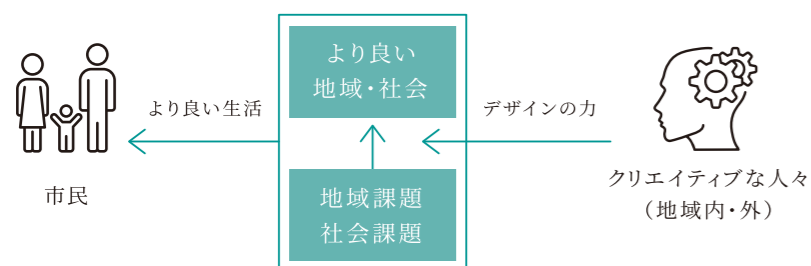 より良い
地域・社会
より良い生活
デザインの力
市民
地域課題
社会課題
クリエイティブな人々
（地域内・外）